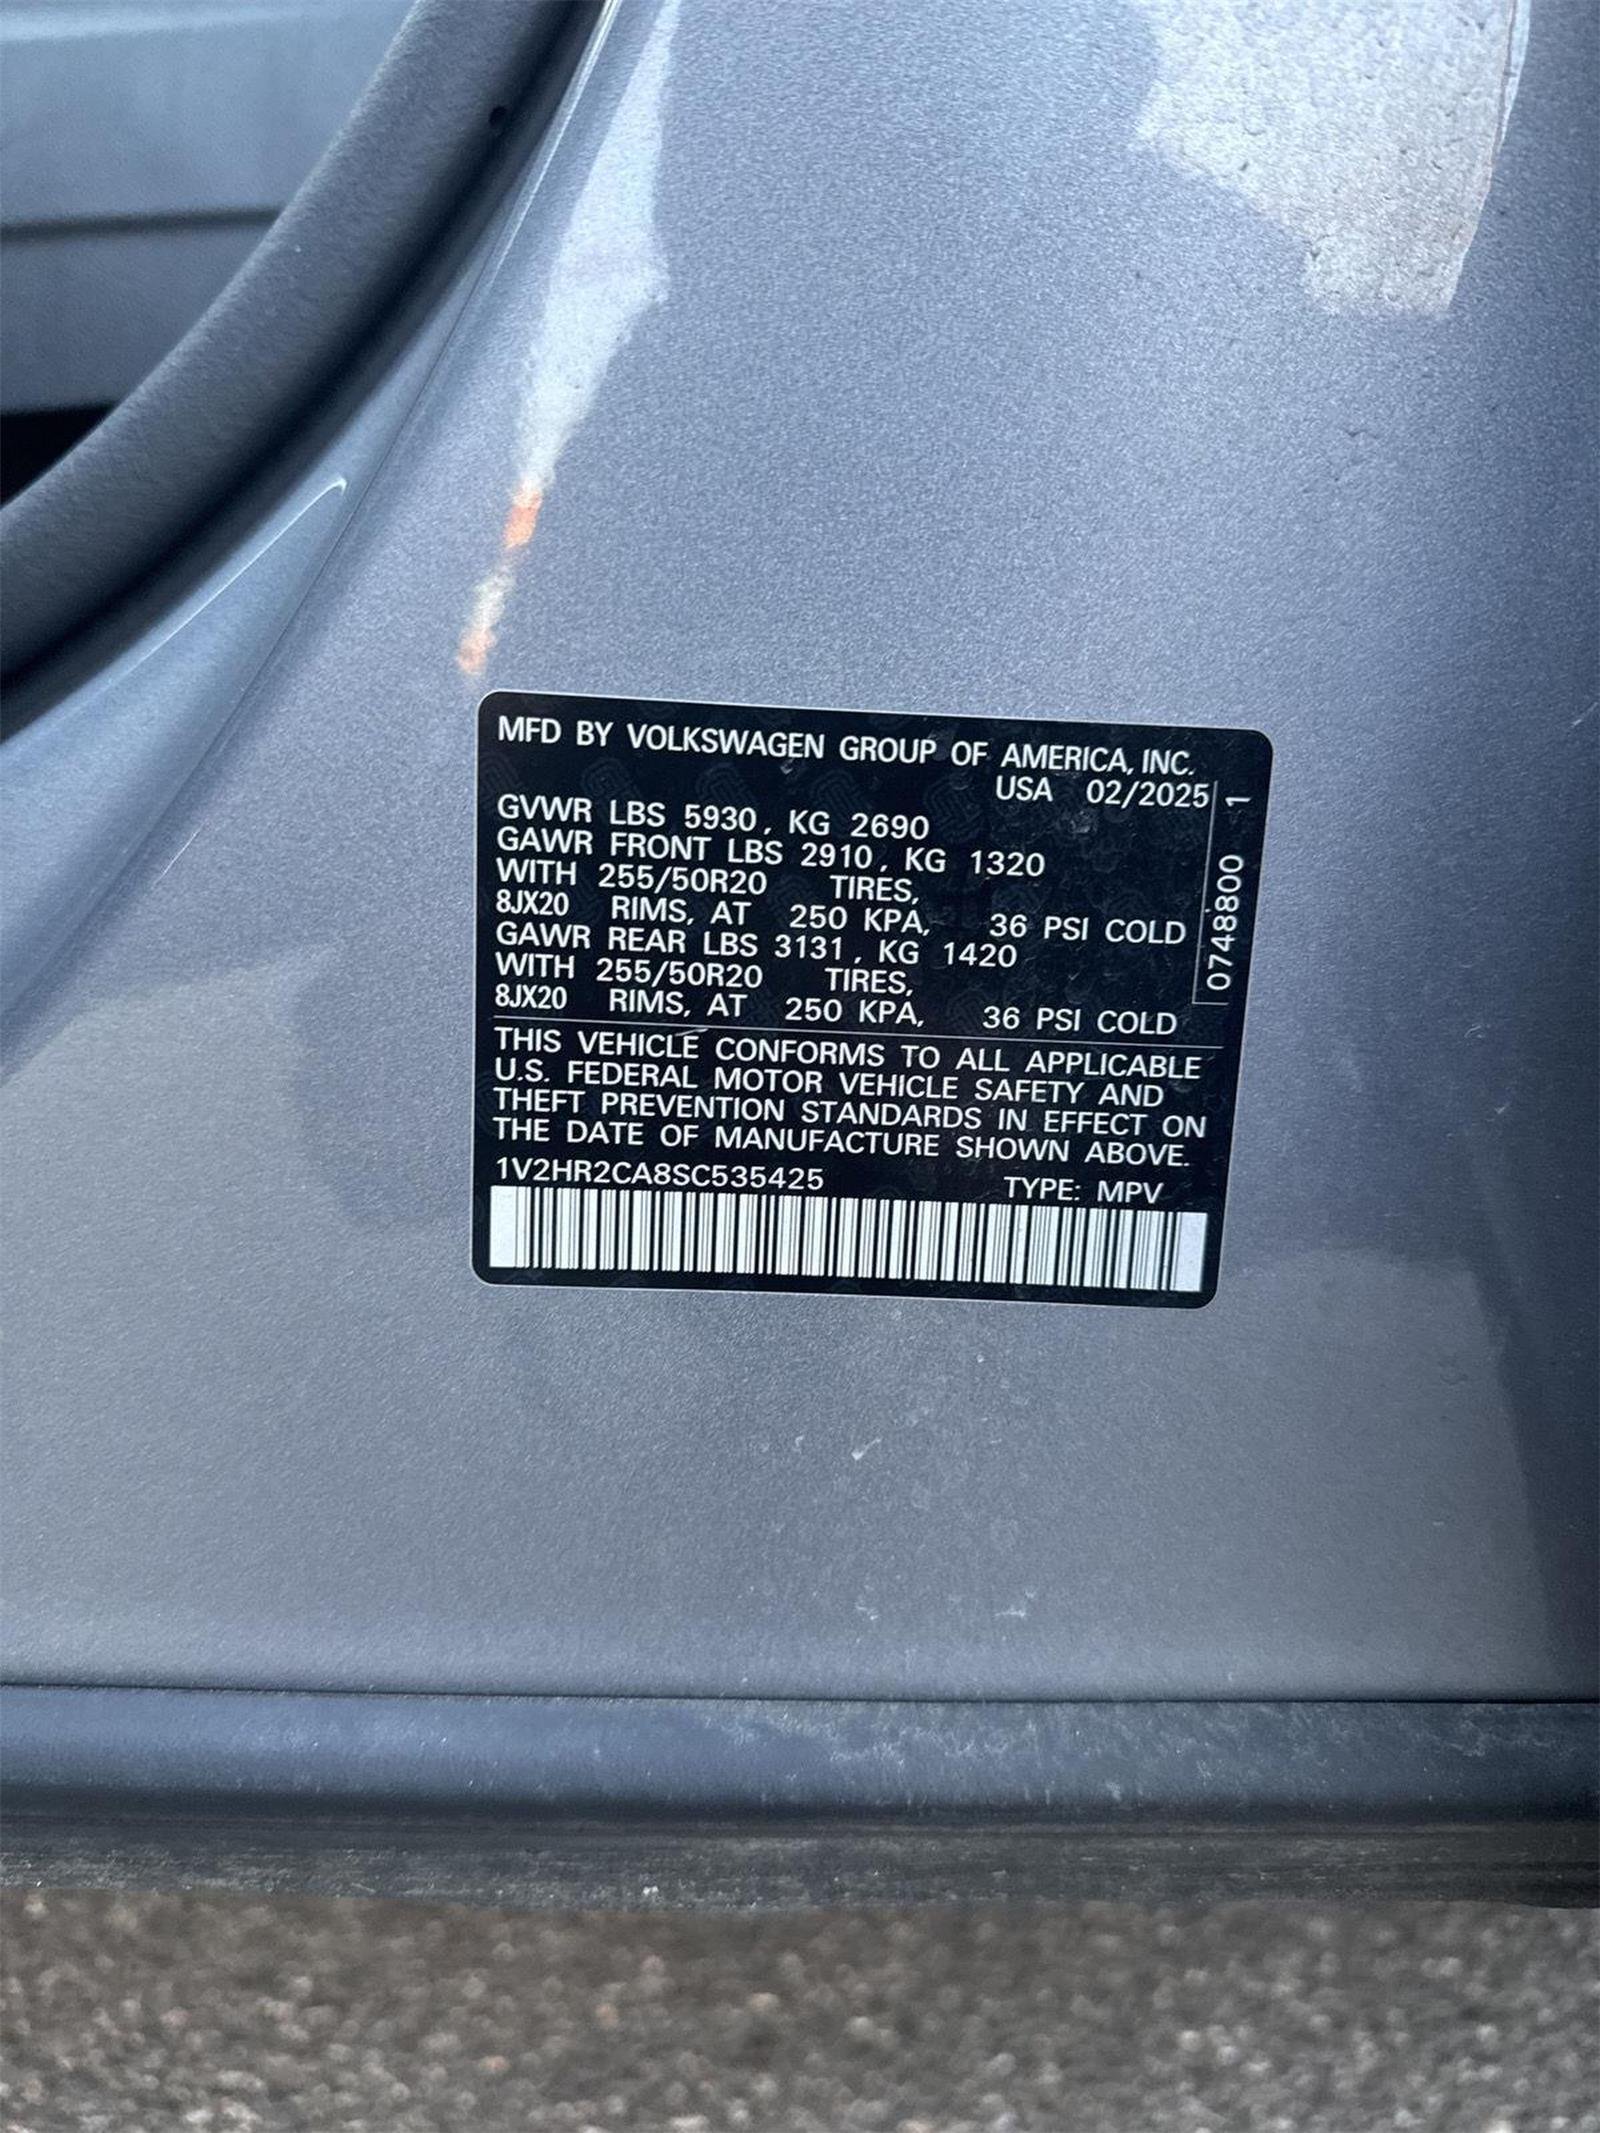 MFD BY VOLKSWAGEN GROUP OF AMERICA, INC.
USA 02/2025
GVWR LBS 5930, KG 2690
GAWR FRONT LBS 2910, KG 1320
WITH 255/50R20 TIRES,
8JX20 RIMS, AT 250 KPA, 36 PSI COLD
GAWR REAR LBS 3131, KG 1420
WITH 255/50R20 TIRES,
8JX20 RIMS, AT 250 KPA, 36 PSI COLD
THIS VEHICLE CONFORMS TO ALL APPLICABLE
U.S. FEDERAL MOTOR VEHICLE SAFETY AND
THEFT PREVENTION STANDARDS IN EFFECT ON
THE DATE OF MANUFACTURE SHOWN ABOVE.
1V2HR2CA8SC535425 TYPE: MPV
0748800 1